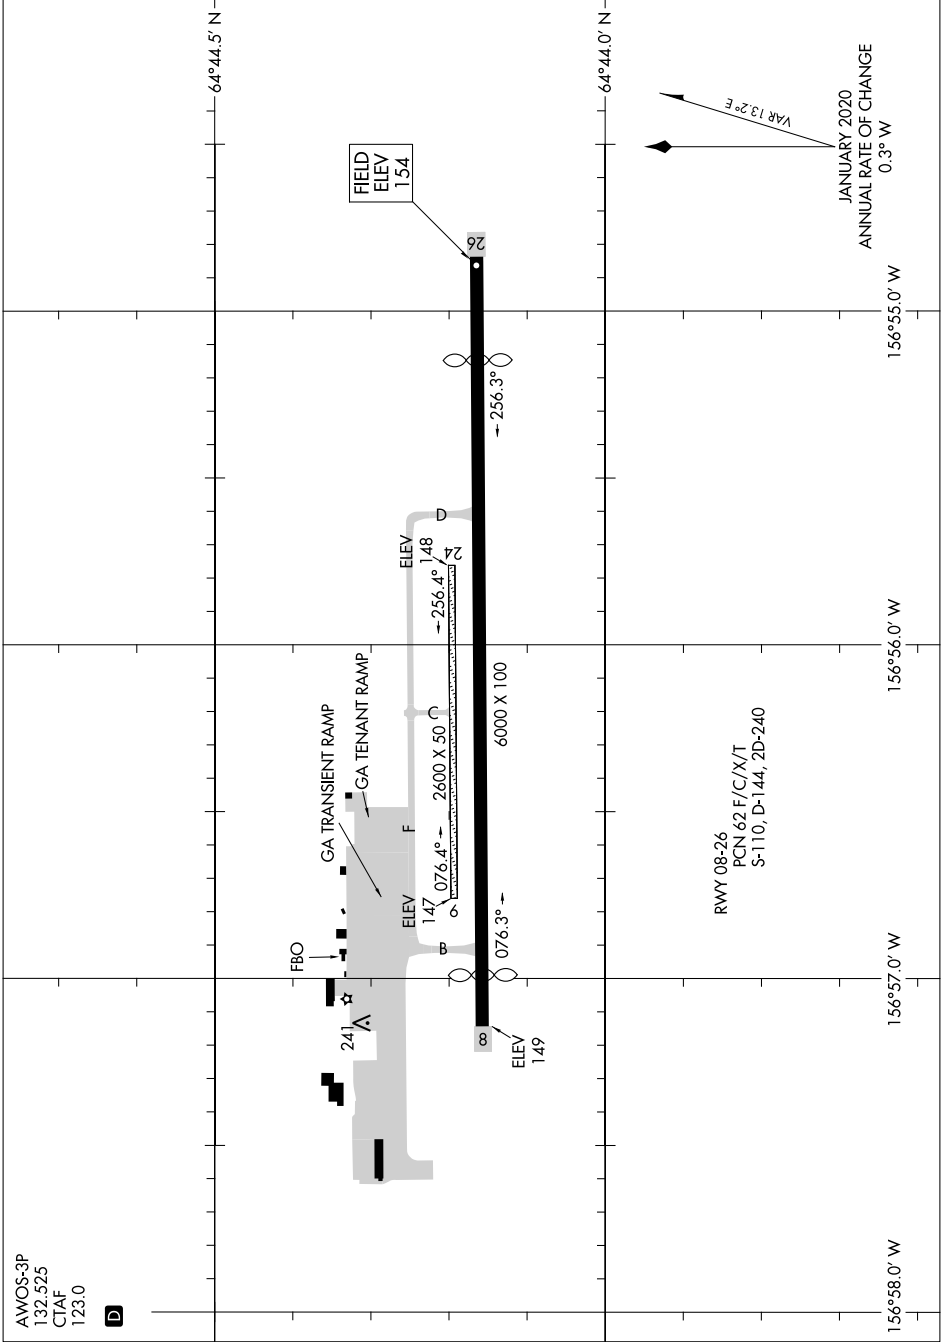 AWOS-3P
132.525
CTAF
123.0
D
64°44.5' N
64°44.0' N
VAR 13.2° E
JANUARY 2020
ANNUAL RATE OF CHANGE
0.3° W
FIELD
ELEV
154
26
156°55.0' W
256.3°
D
ELEV
148
24
256.4°
156°56.0' W
GA TENANT RAMP
GA TRANSIENT RAMP
C
2600 X 50
6000 X 100
F
076.4°
ELEV
147
6
B
076.3°
FBO
241
156°57.0' W
8
ELEV
149
RWY 08-26
PCN 62 F/C/X/T
S-110, D-144, 2D-240
156°58.0' W